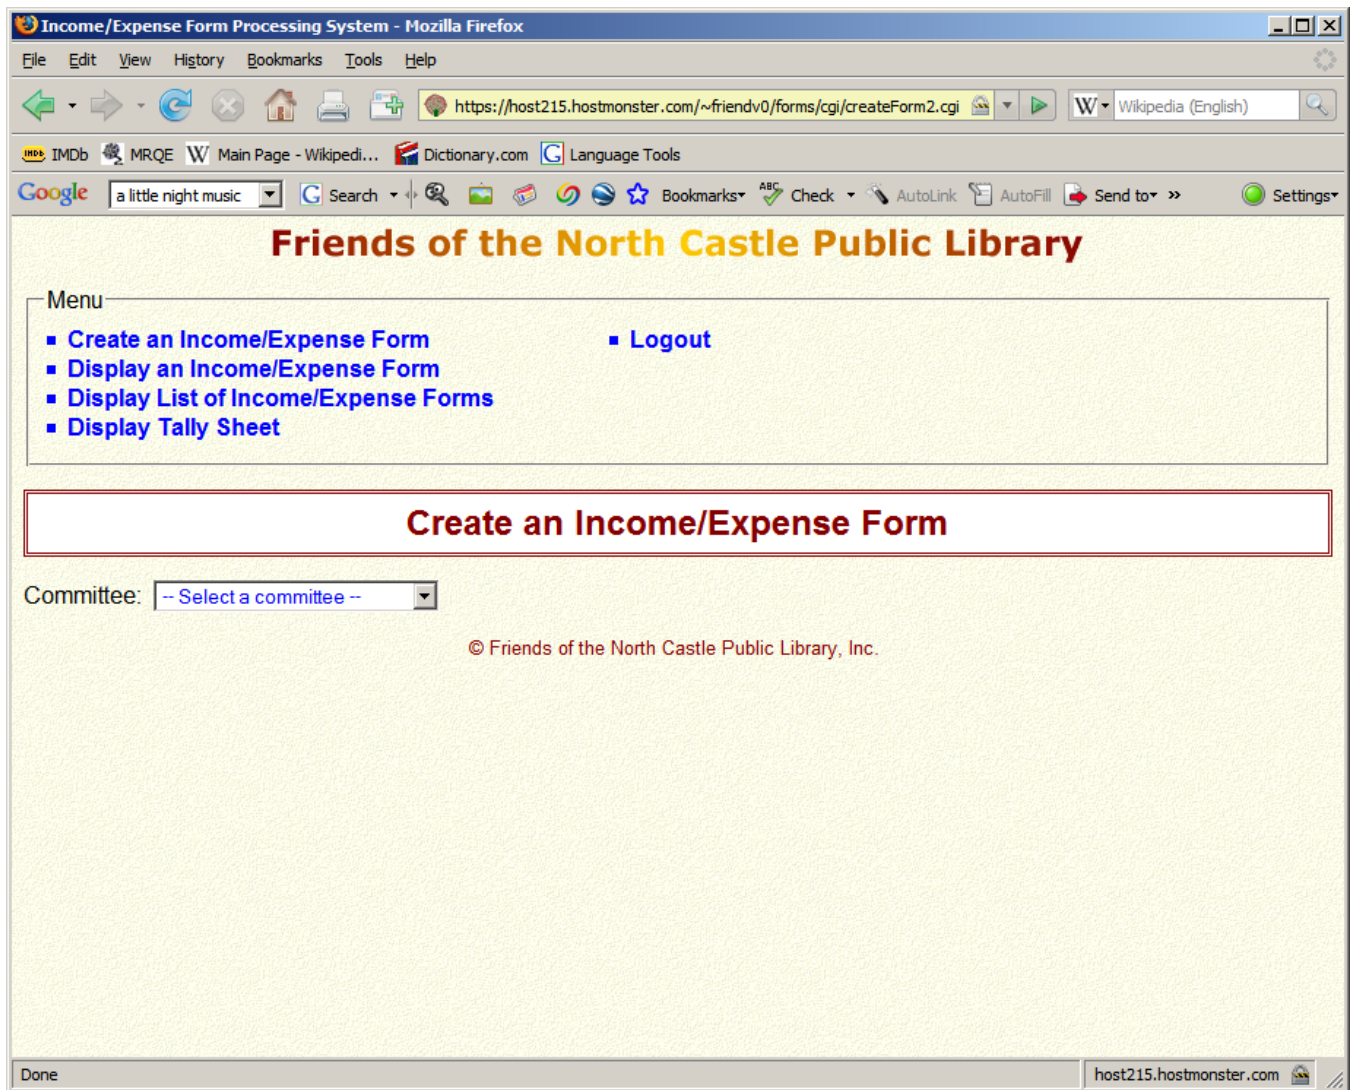 Income/Expense Form Processing System - Mozilla Firefox
File Edit View History Bookmarks Tools Help
https://host215.hostmonster.com/~friendv0/forms/cgi/createForm2.cgi W Wikipedia (English)
IMDb IMDb MRQE W Main Page - Wikipedi... Dictionary.com G Language Tools
Google a little night music G Search Bookmarks ABC Check AutoLink AutoFill Send to » Settings
Friends of the North Castle Public Library
Menu
Create an Income/Expense Form Logout
Display an Income/Expense Form
Display List of Income/Expense Forms
Display Tally Sheet
Create an Income/Expense Form
Committee: -- Select a committee --
© Friends of the North Castle Public Library, Inc.
Done host215.hostmonster.com